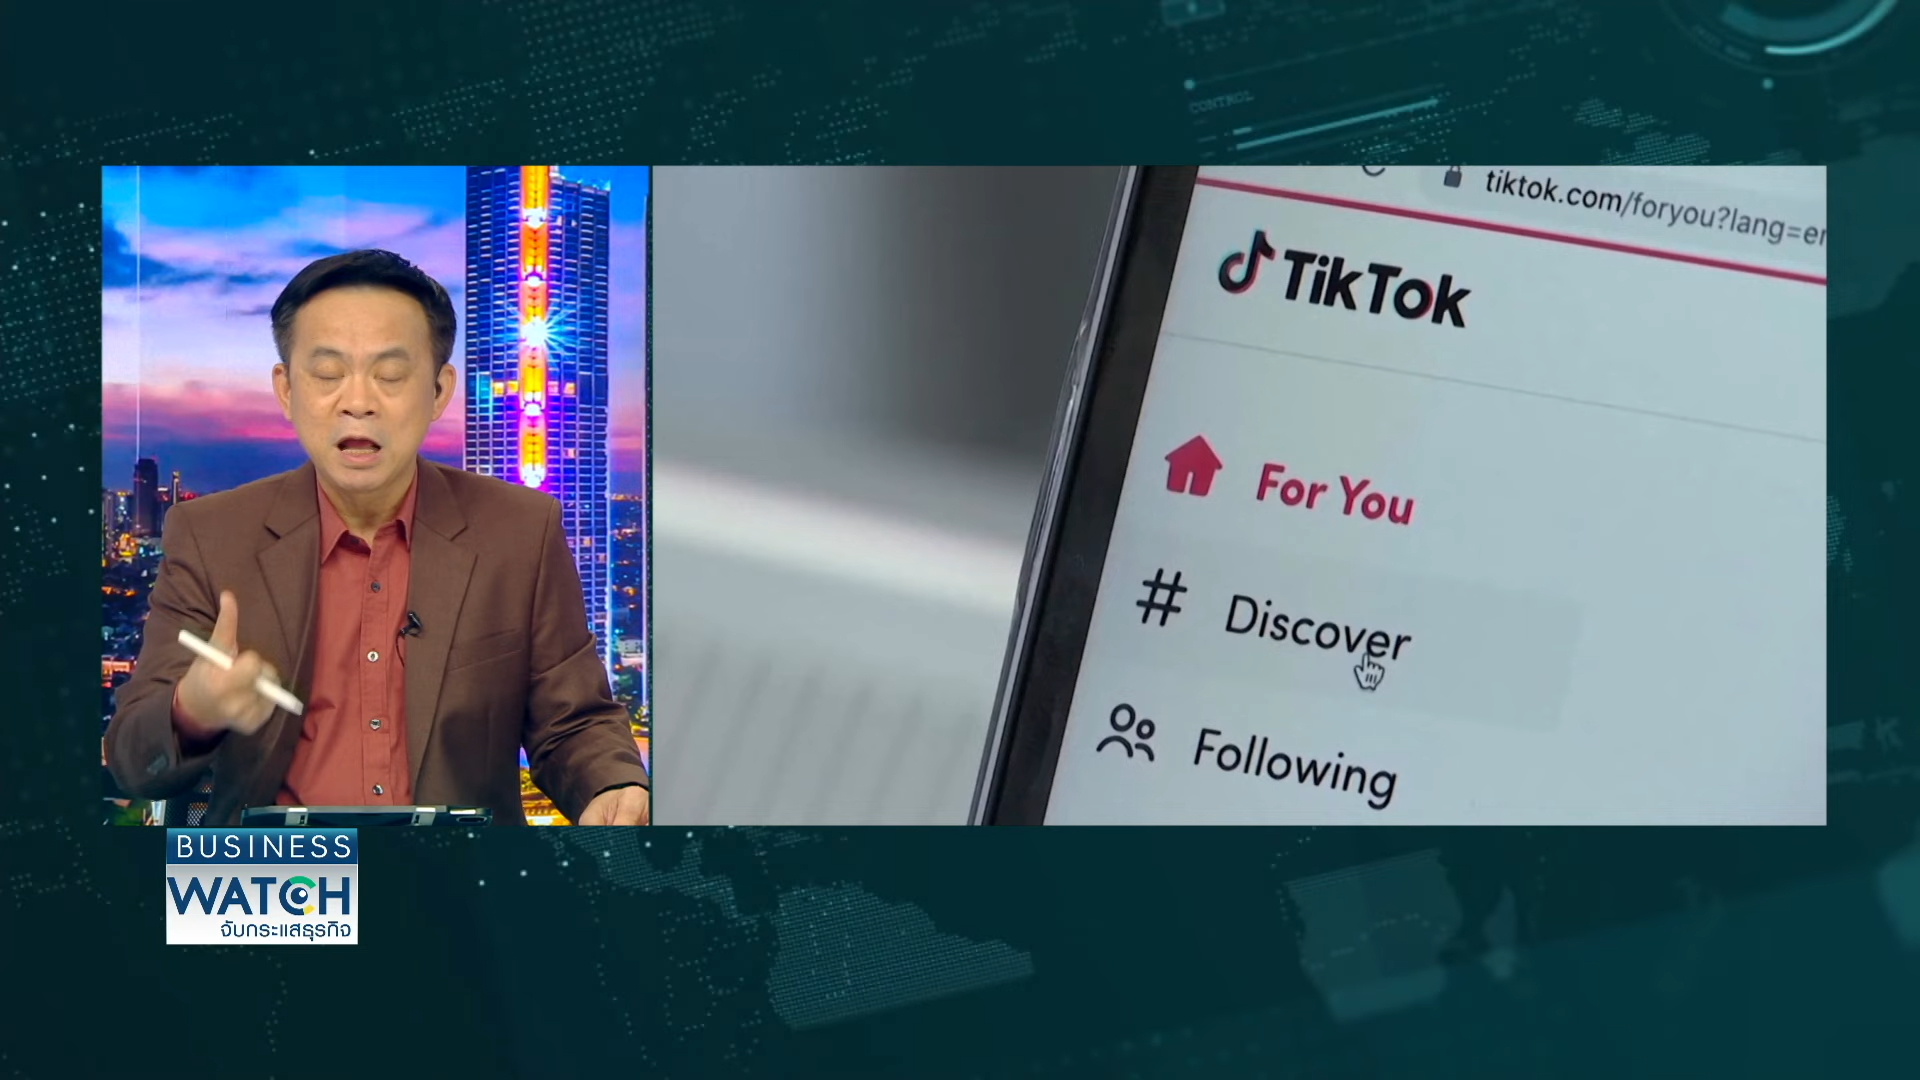 CONTROL
tiktok.com/foryou?lang=er
TikTok
For You
# Discover
Following
BUSINESS
WATCH
จับกระแสธุรกิจ